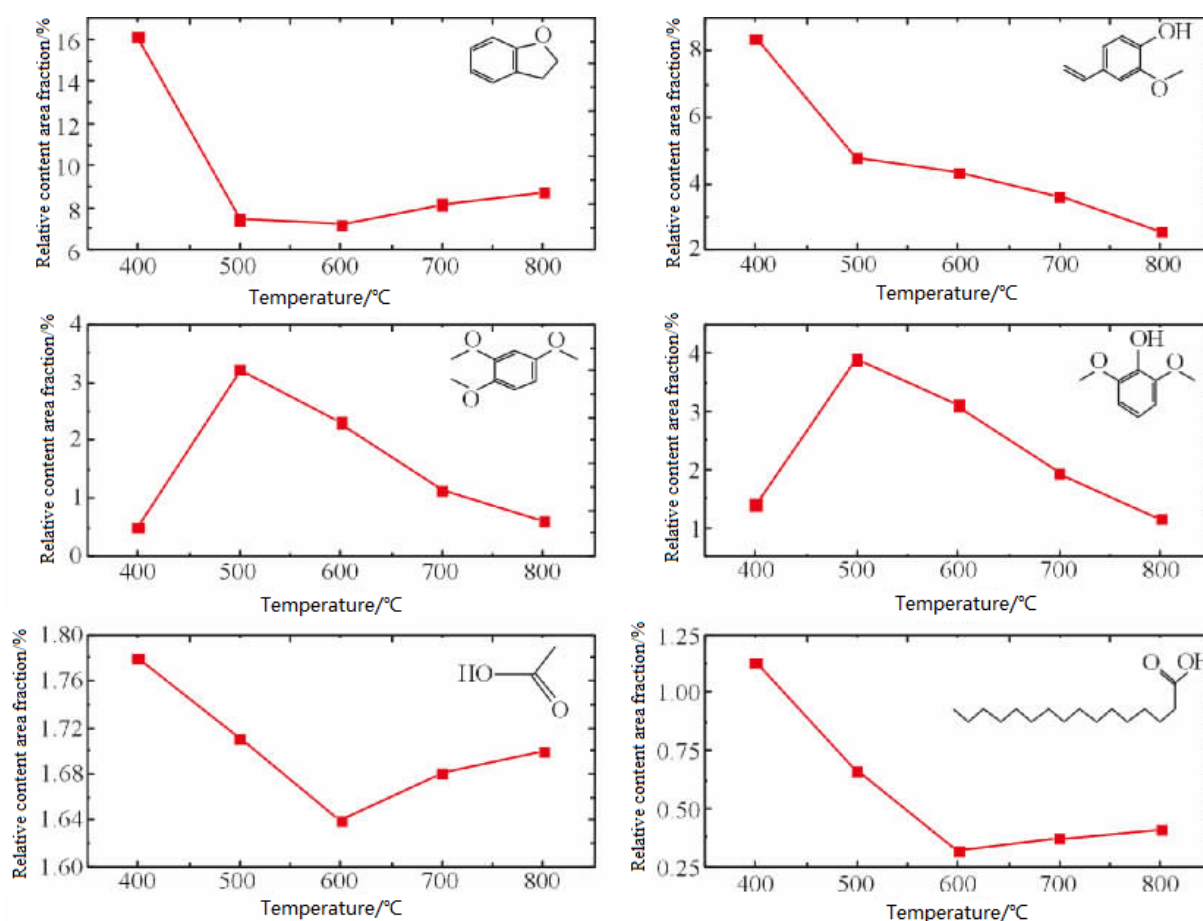 Relative content area fraction/%
16
14
12
10
8
6
400 500 600 700 800
Temperature/℃
O
Relative content area fraction/%
8
6
4
2
400 500 600 700 800
Temperature/℃
OH
O
Relative content area fraction/%
4
3
2
1
0
400 500 600 700 800
Temperature/℃
O O
O
Relative content area fraction/%
4
3
2
1
400 500 600 700 800
Temperature/℃
OH
O O
Relative content area fraction/%
1.80
1.76
1.72
1.68
1.64
1.60
400 500 600 700 800
Temperature/℃
HO
O
Relative content area fraction/%
1.25
1.00
0.75
0.50
0.25
400 500 600 700 800
Temperature/℃
O OH